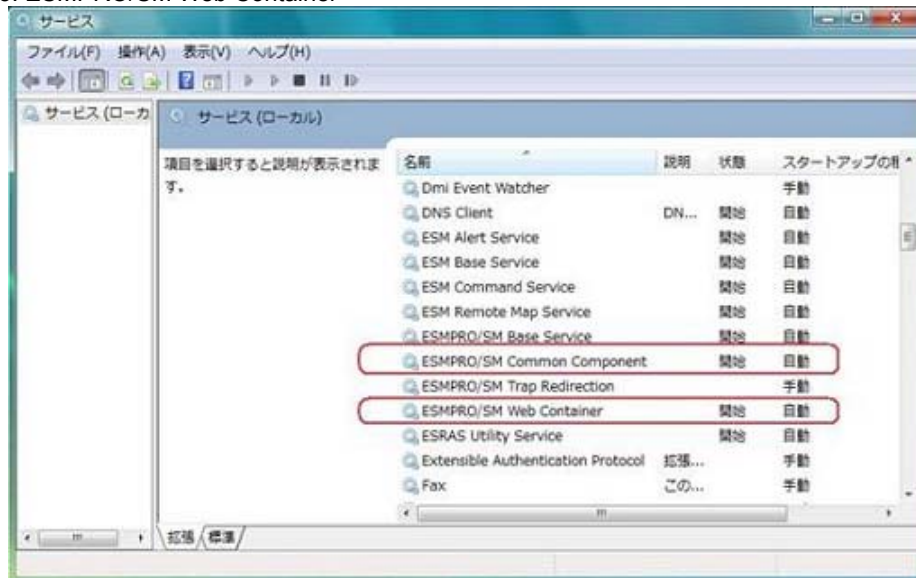 サービス
ファイル(F) 操作(A) 表示(V) ヘルプ(H)
サービス (ローカ
サービス (ローカル)
項目を選択すると説明が表示されま
す。
名前 説明 状態 スタートアップの
Dmi Event Watcher 手動
DNS Client DN... 開始 自動
ESM Alert Service 開始 自動
ESM Base Service 開始 自動
ESM Command Service 開始 自動
ESM Remote Map Service 開始 自動
ESMPRO/SM Base Service 開始 自動
ESMPRO/SM Common Component 開始 自動
ESMPRO/SM Trap Redirection 手動
ESMPRO/SM Web Container 開始 自動
ESRAS Utility Service 開始 自動
Extensible Authentication Protocol 拡張... 手動
Fax この... 手動
拡張 標準